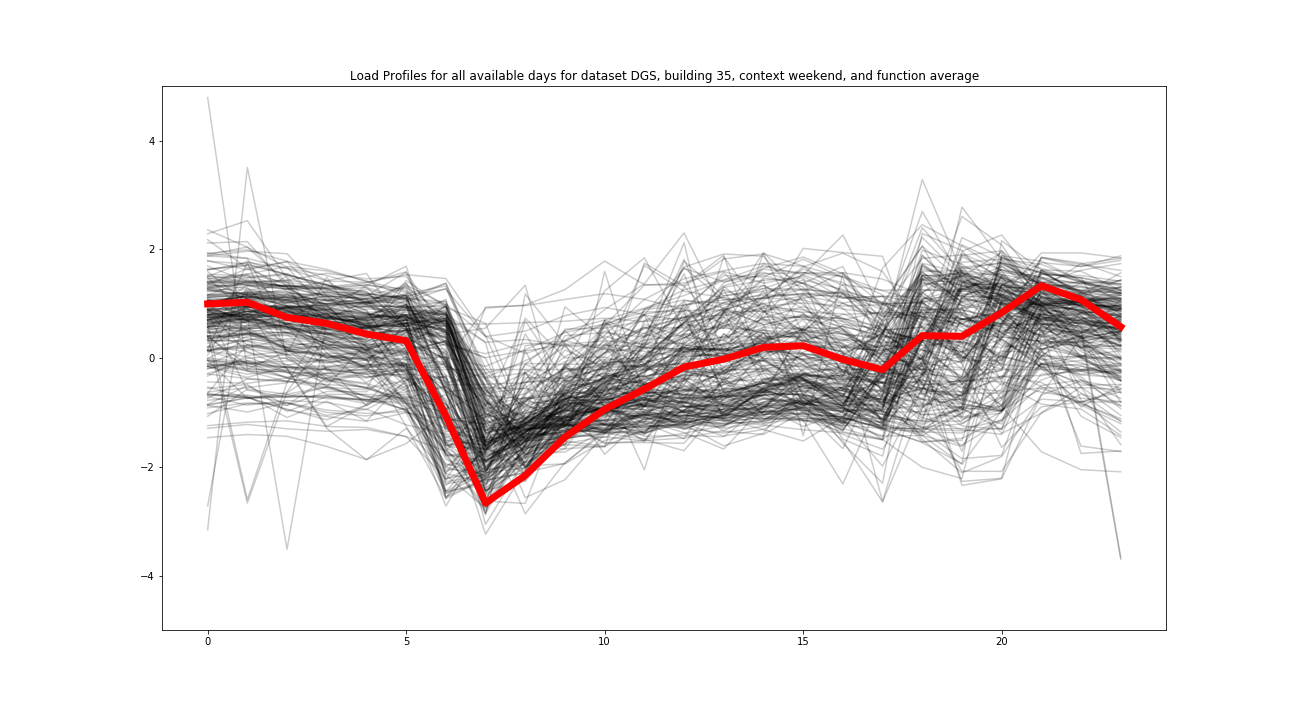 Load Profiles for all available days for dataset DGS, building 35, context weekend, and function average
4
2
0
−2
−4
0 5 10 15 20